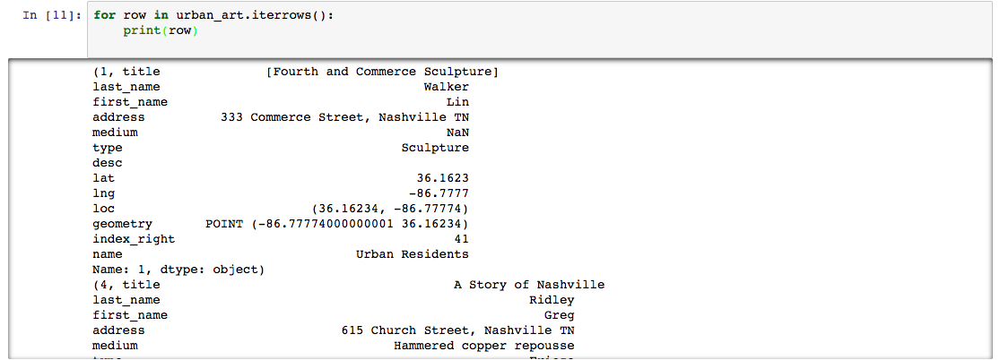 In [11]: for row in urban_art.iterrows():
print(row)
(1, title [Fourth and Commerce Sculpture]
last_name Walker
first_name Lin
address 333 Commerce Street, Nashville TN
medium NaN
type Sculpture
desc
lat 36.1623
lng -86.7777
loc (36.16234, -86.77774)
geometry POINT (-86.77774000000001 36.16234)
index_right 41
name Urban Residents
Name: 1, dtype: object)
(4, title A Story of Nashville
last_name Ridley
first_name Greg
address 615 Church Street, Nashville TN
medium Hammered copper repousse